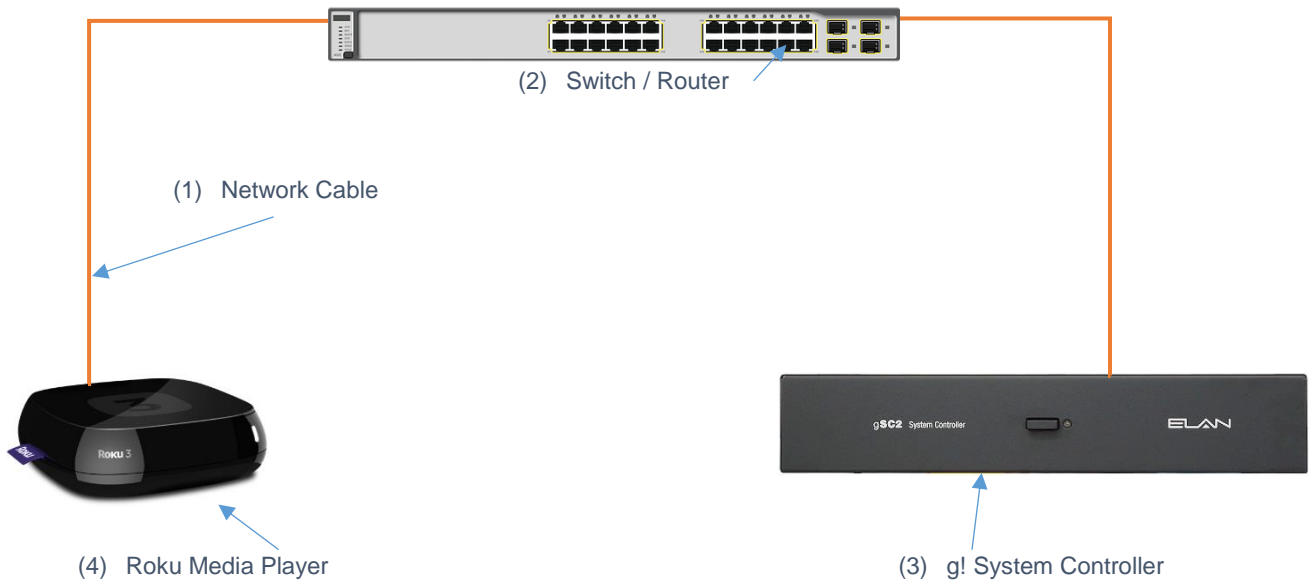 (2) Switch / Router
(1) Network Cable
gSC2 System Controller
ELAN
ROKU 3
ROKU
(4) Roku Media Player
(3) g! System Controller